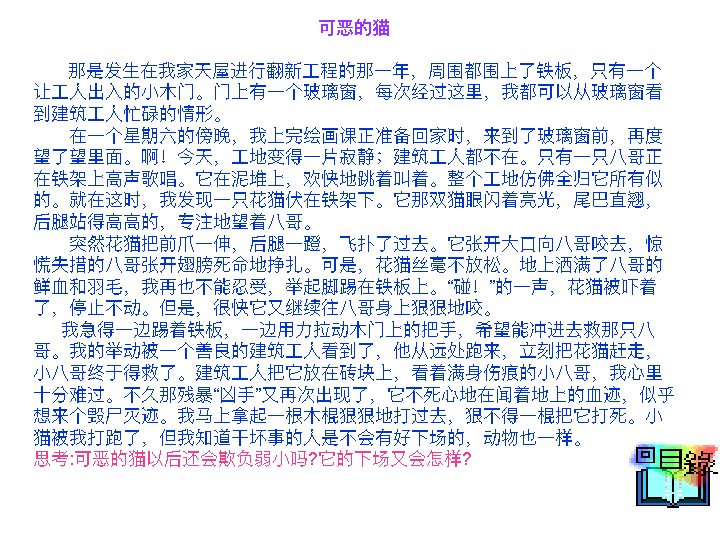 可恶的猫
那是发生在我家天屋进行翻新工程的那一年，周围都围上了铁板，只有一个
让工人出入的小木门。门上有一个玻璃窗，每次经过这里，我都可以从玻璃窗看
到建筑工人忙碌的情形。
在一个星期六的傍晚，我上完绘画课正准备回家时，来到了玻璃窗前，再度
望了望里面。啊！今天，工地变得一片寂静；建筑工人都不在。只有一只八哥正
在铁架上高声歌唱。它在泥堆上，欢快地跳着叫着。整个工地仿佛全归它所有似
的。就在这时，我发现一只花猫伏在铁架下。它那双猫眼闪着亮光，尾巴直翘，
后腿站得高高的，专注地望着八哥。
突然花猫把前爪一伸，后腿一蹬，飞扑了过去。它张开大口向八哥咬去，惊
慌失措的八哥张开翅膀死命地挣扎。可是，花猫丝毫不放松。地上洒满了八哥的
鲜血和羽毛，我再也不能忍受，举起脚踢在铁板上。“碰！”的一声，花猫被吓着
了，停止不动。但是，很快它又继续往八哥身上狠狠地咬。
我急得一边踢着铁板，一边用力拉动木门上的把手，希望能冲进去救那只八
哥。我的举动被一个善良的建筑工人看到了，他从远处跑来，立刻把花猫赶走，
小八哥终于得救了。建筑工人把它放在砖块上，看着满身伤痕的小八哥，我心里
十分难过。不久那残暴“凶手”又再次出现了，它不死心地在闻着地上的血迹，似乎
想来个毁尸灭迹。我马上拿起一根木棍狠狠地打过去，狠不得一棍把它打死。小
猫被我打跑了，但我知道干坏事的人是不会有好下场的，动物也一样。
思考:可恶的猫以后还会欺负弱小吗?它的下场又会怎样?
回目錄